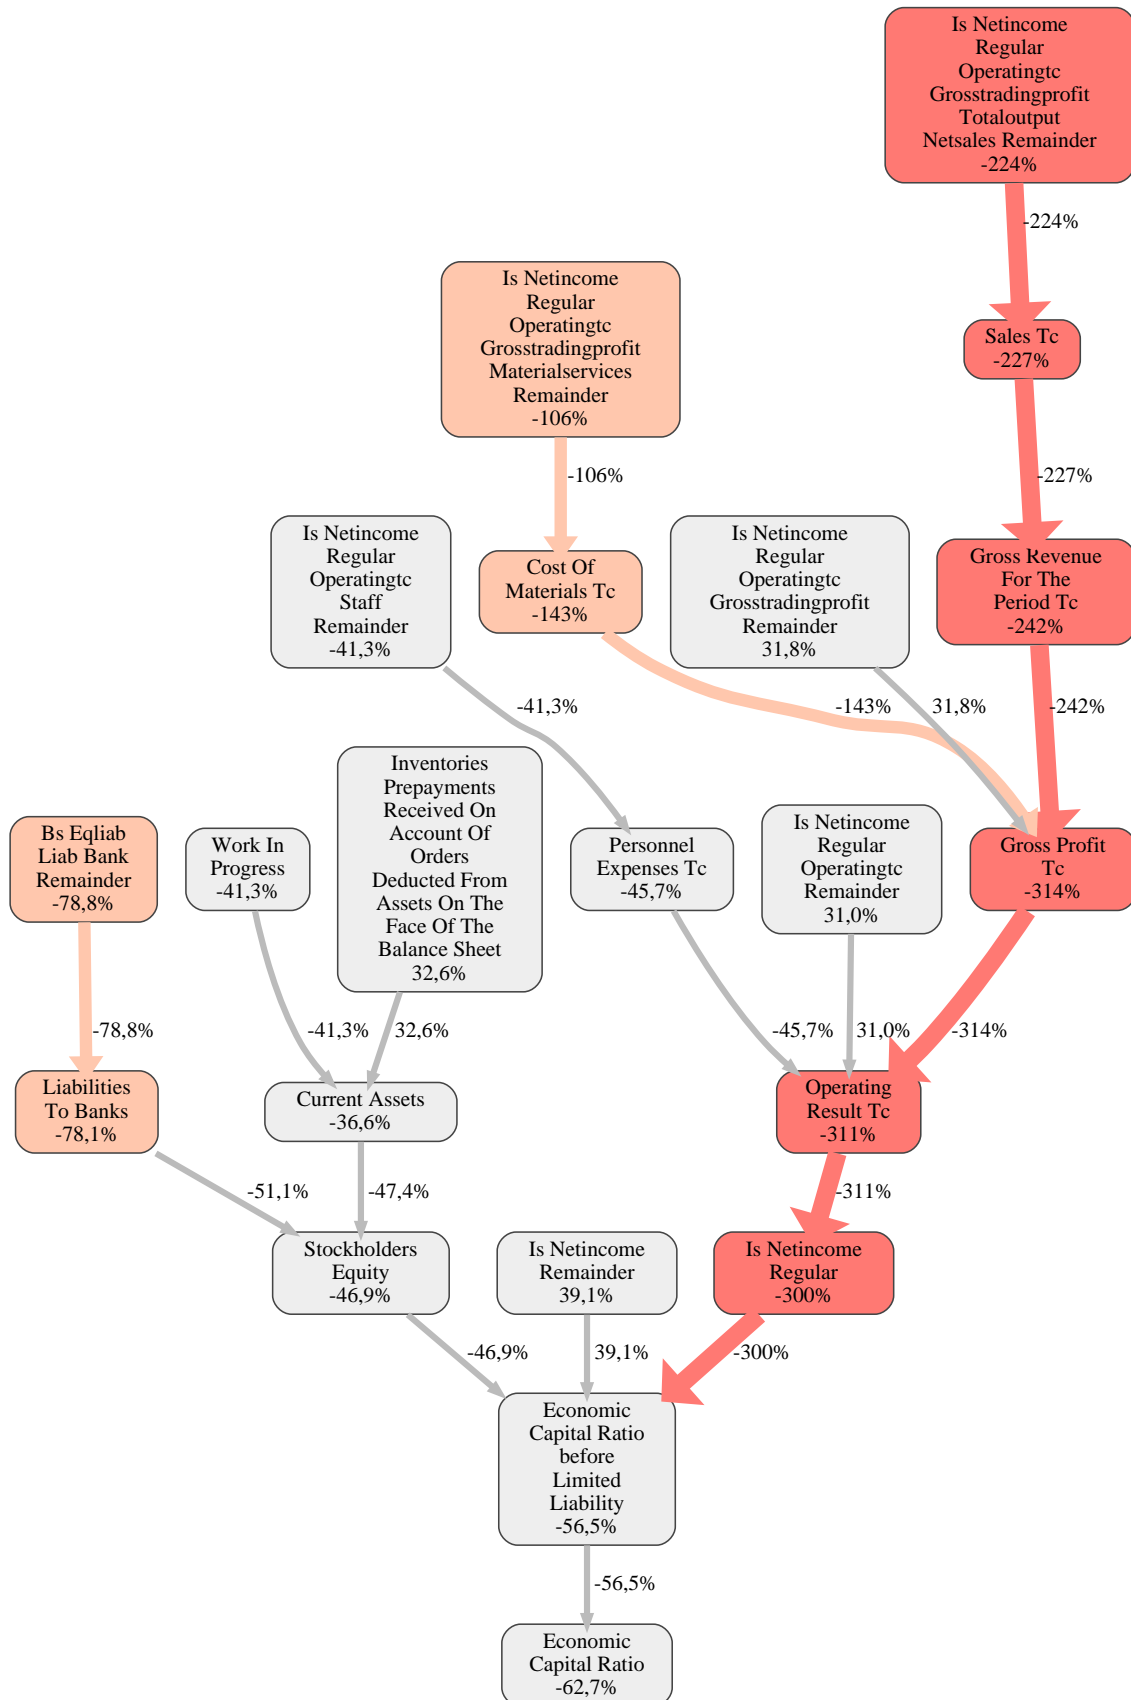 Is Netincome
Regular
Operatingtc
Grosstradingprofit
Totaloutput
Netsales Remainder
-224%
-224%
Is Netincome
Regular
Operatingtc
Grosstradingprofit
Materialservices
Remainder
-106%
Sales Tc
-227%
-106%
-227%
Is Netincome
Regular
Operatingtc
Staff
Remainder
-41,3%
Cost Of
Materials Tc
-143%
Is Netincome
Regular
Operatingtc
Grosstradingprofit
Remainder
31,8%
Gross Revenue
For The
Period Tc
-242%
-41,3%
-143%
31,8%
-242%
Bs Eqliab
Liab Bank
Remainder
-78,8%
Work In
Progress
-41,3%
Inventories
Prepayments
Received On
Account Of
Orders
Deducted From
Assets On The
Face Of The
Balance Sheet
32,6%
Personnel
Expenses Tc
-45,7%
Is Netincome
Regular
Operatingtc
Remainder
31,0%
Gross Profit
Tc
-314%
-78,8%
-41,3%
32,6%
-45,7%
31,0%
-314%
Liabilities
To Banks
-78,1%
Current Assets
-36,6%
Operating
Result Tc
-311%
-51,1%
-47,4%
-311%
Stockholders
Equity
-46,9%
Is Netincome
Remainder
39,1%
Is Netincome
Regular
-300%
-46,9%
39,1%
-300%
Economic
Capital Ratio
before
Limited
Liability
-56,5%
-56,5%
Economic
Capital Ratio
-62,7%